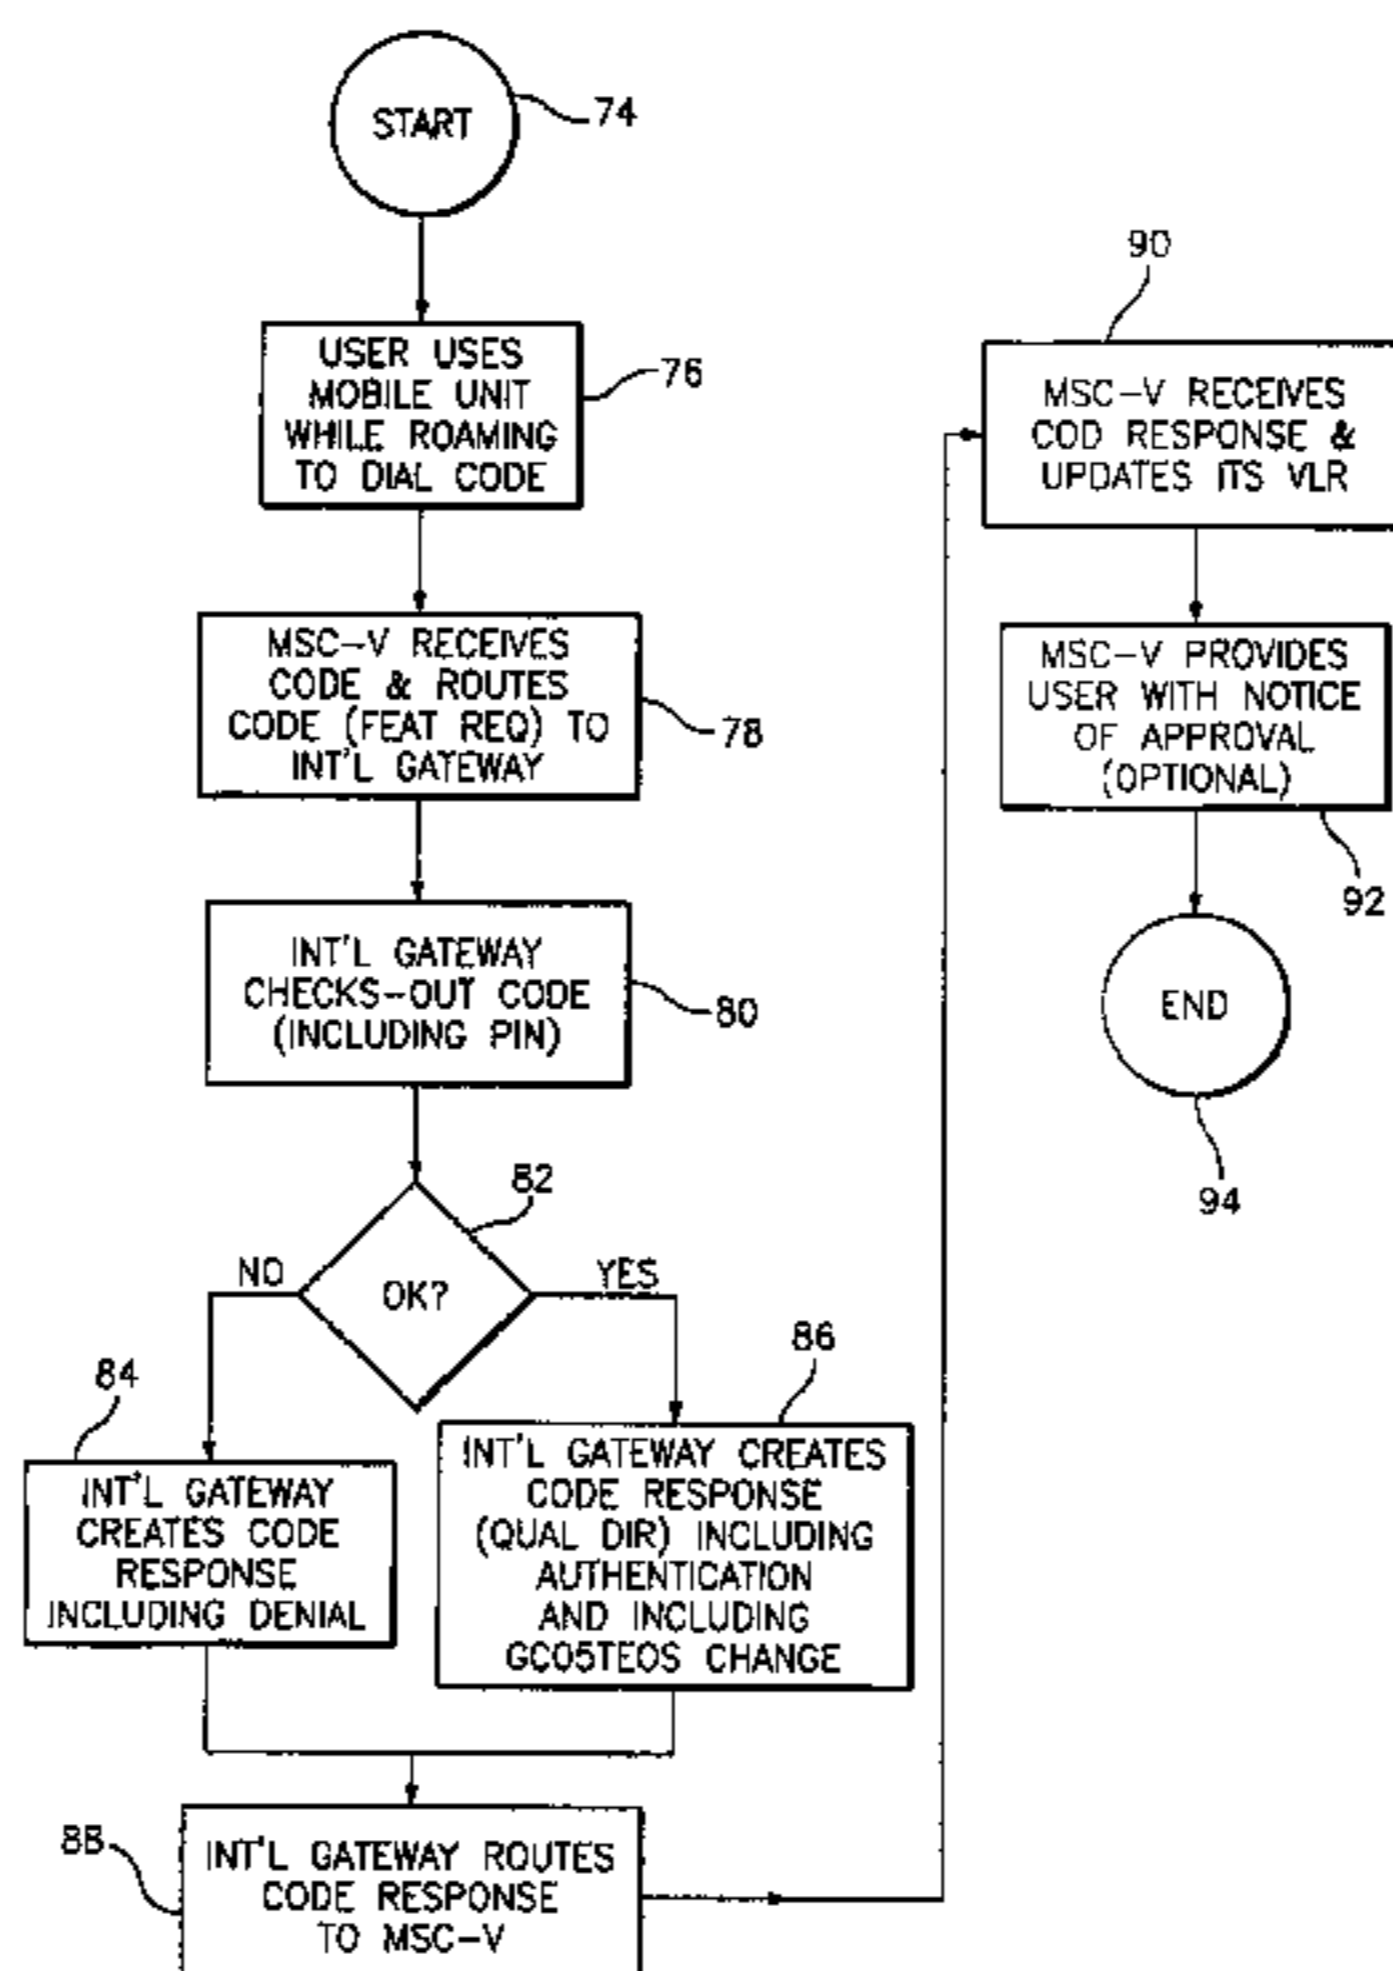 START
74
USER USES
MOBILE UNIT
WHILE ROAMING
TO DIAL CODE
76
MSC-V RECEIVES
CODE & ROUTES
CODE (FEAT REQ) TO
INT'L GATEWAY
78
INT'L GATEWAY
CHECKS-OUT CODE
(INCLUDING PIN)
80
OK?
82
NO
YES
84
INT'L GATEWAY
CREATES CODE
RESPONSE
INCLUDING DENIAL
86
INT'L GATEWAY CREATES
CODE RESPONSE
(QUAL DIR) INCLUDING
AUTHENTICATION
AND INCLUDING
GCO5TEOS CHANGE
88
INT'L GATEWAY ROUTES
CODE RESPONSE
TO MSC-V
90
MSC-V RECEIVES
COD RESPONSE &
UPDATES ITS VLR
MSC-V PROVIDES
USER WITH NOTICE
OF APPROVAL
(OPTIONAL)
92
END
94